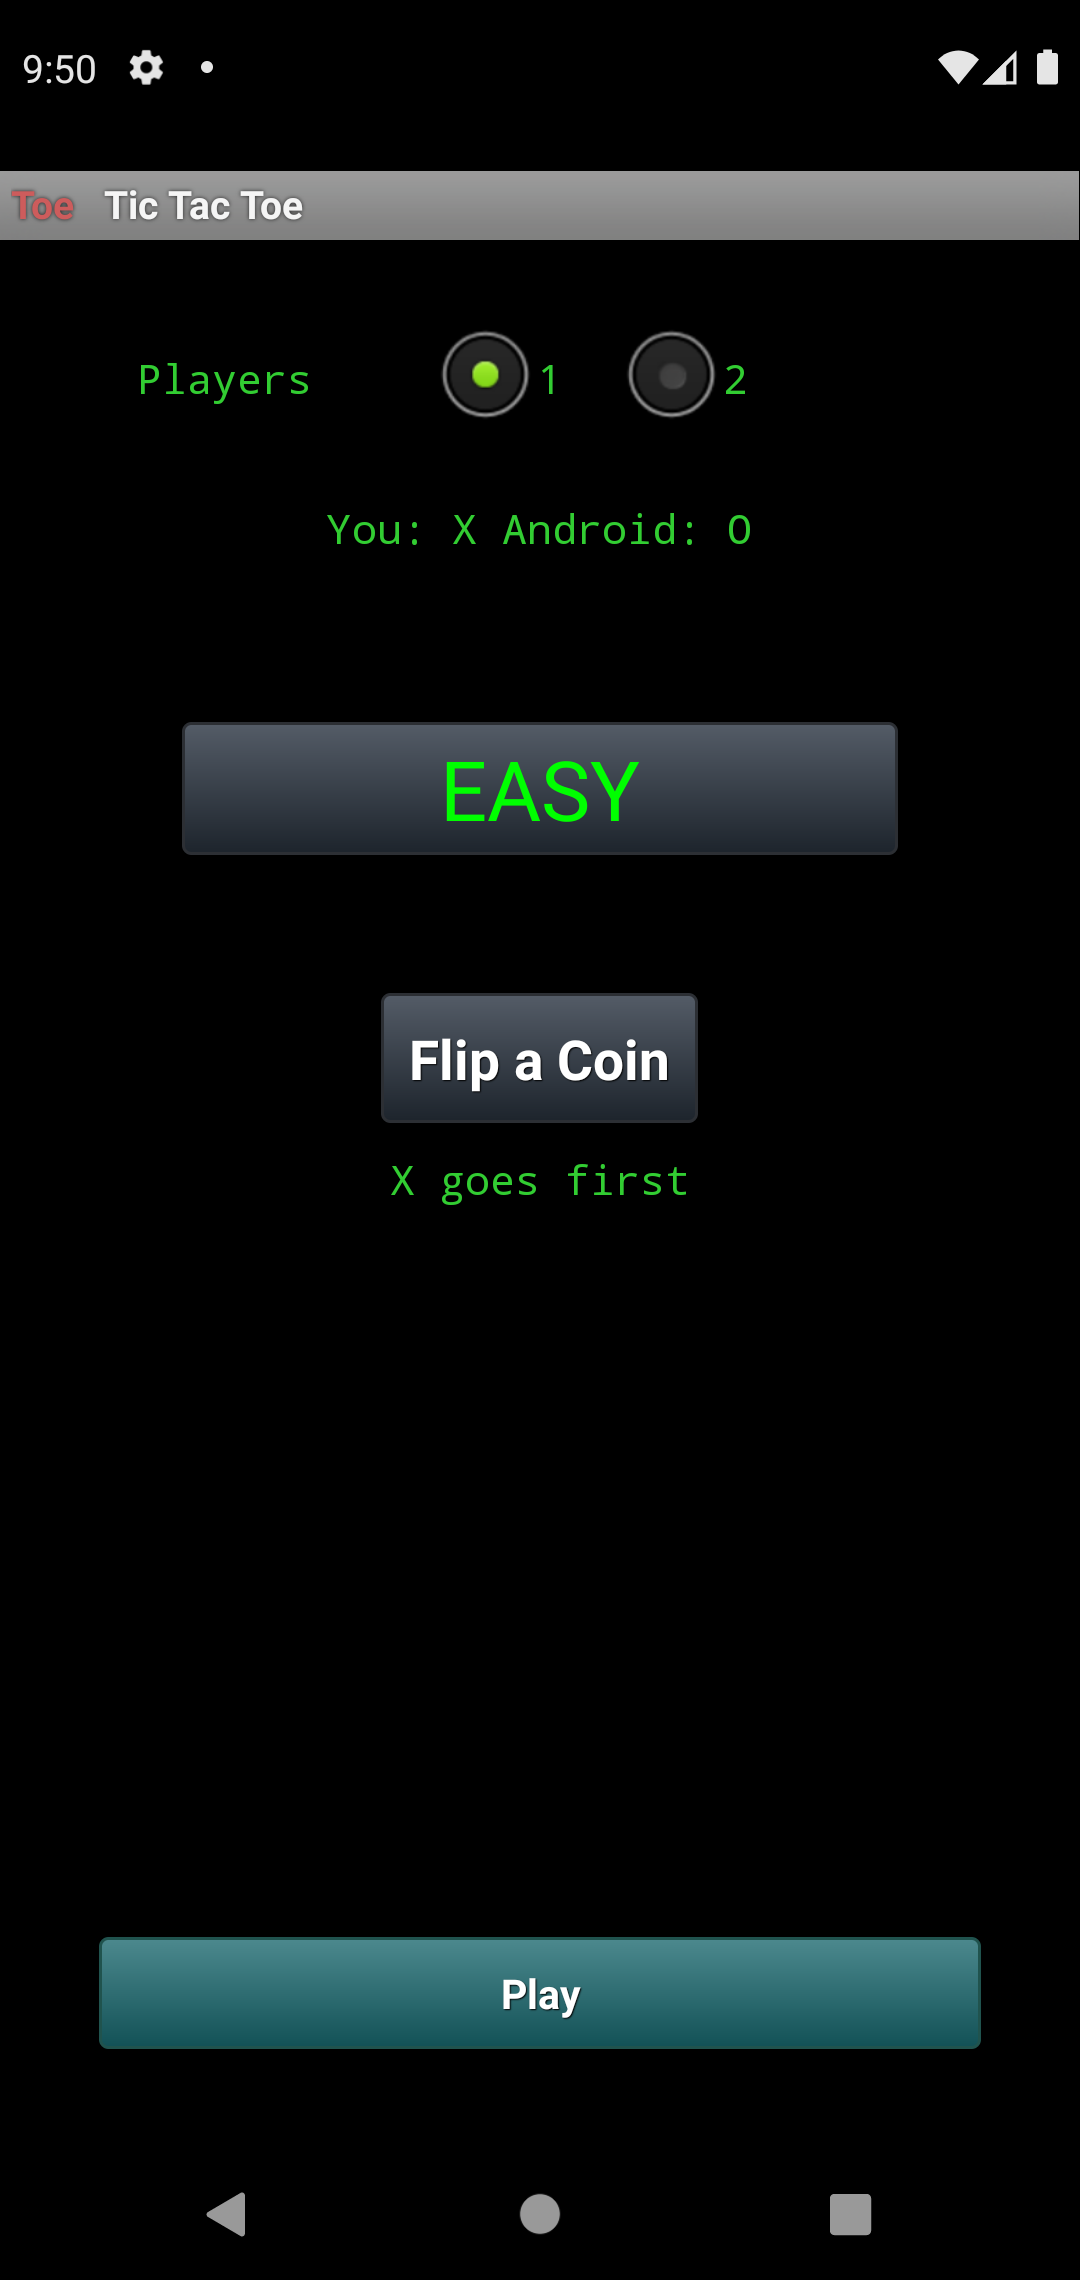 9:50
Toe Tic Tac Toe
Players 1 2
You: X Android: O
EASY
Flip a Coin
X goes first
Play